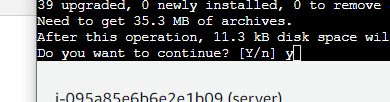 39 upgraded, 0 newly installed, 0 to remove
Need to get 35.3 MB of archives.
After this operation, 11.3 kB disk space wil
Do you want to continue? [Y/n] y
i-095a85e6b6e2e1b09 (server)